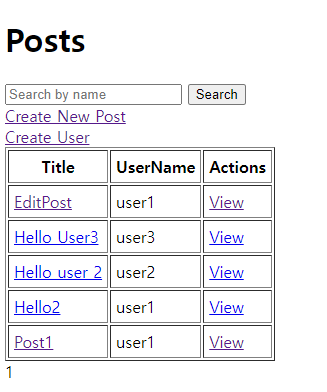 Posts
Search by name Search
Create New Post
Create User
Title UserName Actions
EditPost user1 View
Hello User3 user3 View
Hello user 2 user2 View
Hello2 user1 View
Post1 user1 View
1